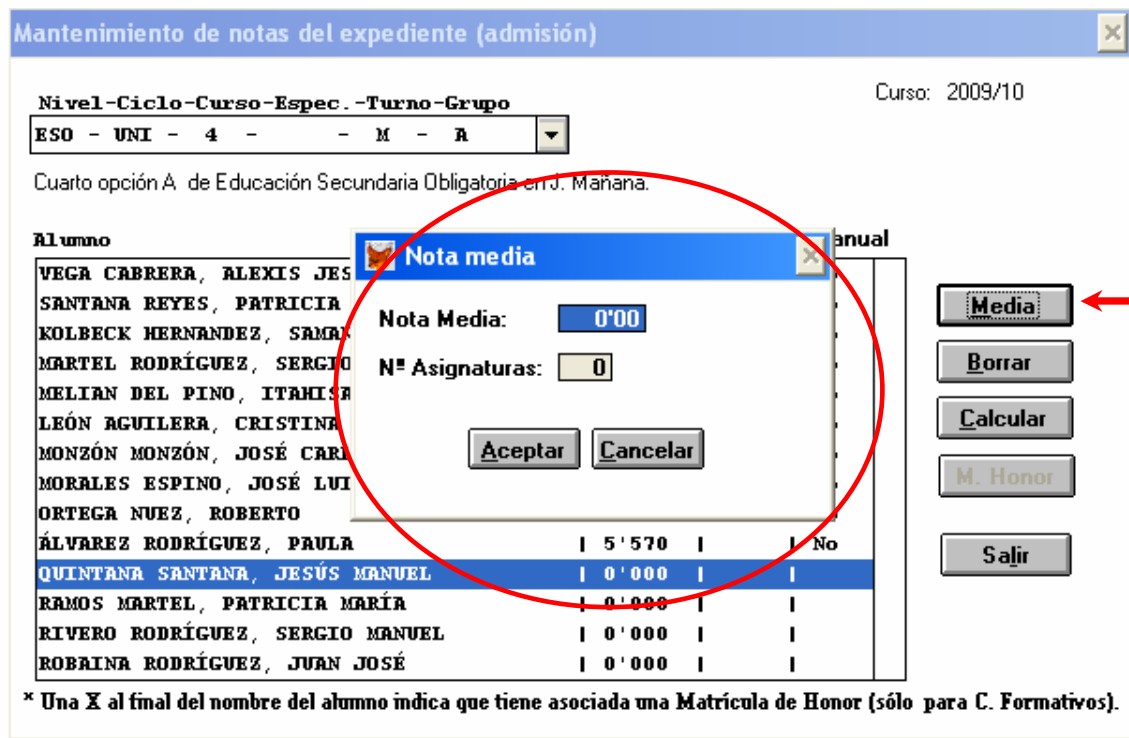 Mantenimiento de notas del expediente (admisión)
Curso: 2009/10
Nivel-Ciclo-Curso-Espec.-Turno-Grupo
ESO - UNI - 4 - - M - A
Cuarto opción A de Educación Secundaria Obligatoria en J. Mañana.
Alumno
anual
Nota media
VEGA CABRERA, ALEXIS JES
SANTANA REYES, PATRICIA
KOLBECK HERNANDEZ, SAMAN
MARTEL RODRÍGUEZ, SERGIO
MELIAN DEL PINO, ITAHISA
LEÓN AGUILERA, CRISTINA
MONZÓN MONZÓN, JOSÉ CARL
MORALES ESPINO, JOSÉ LUI
ORTEGA NUEZ, ROBERTO
ÁLVAREZ RODRÍGUEZ, PAULA | 5'570 | | No
QUINTANA SANTANA, JESÚS MANUEL | 0'000 | |
RAMOS MARTEL, PATRICIA MARÍA | 0'000 | |
RIVERO RODRÍGUEZ, SERGIO MANUEL | 0'000 | |
ROBAINA RODRÍGUEZ, JUAN JOSÉ | 0'000 | |
Nota Media: 0'00
Nº Asignaturas: 0
Aceptar Cancelar
Media
Borrar
Calcular
M. Honor
Salir
* Una X al final del nombre del alumno indica que tiene asociada una Matrícula de Honor (sólo para C. Formativos).